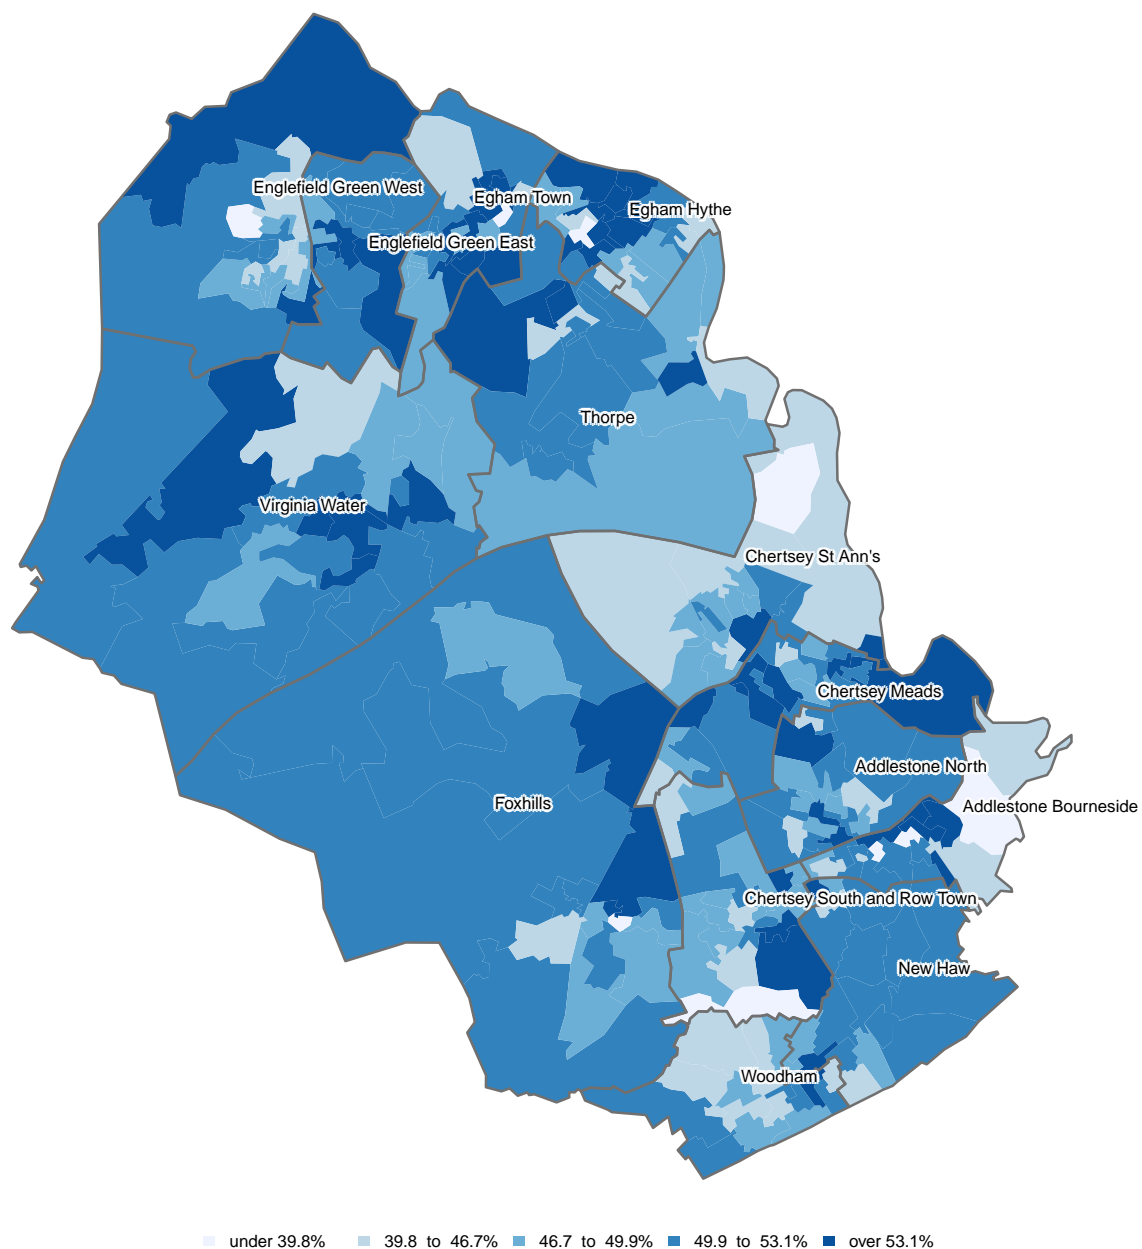 Englefield Green West
Egham Town
Egham Hythe
Englefield Green East
Thorpe
Virginia Water
Chertsey St Ann's
Chertsey Meads
Addlestone North
Foxhills
Addlestone Bourneside
Chertsey South and Row Town
New Haw
Woodham
under 39.8% 39.8 to 46.7% 46.7 to 49.9% 49.9 to 53.1% over 53.1%